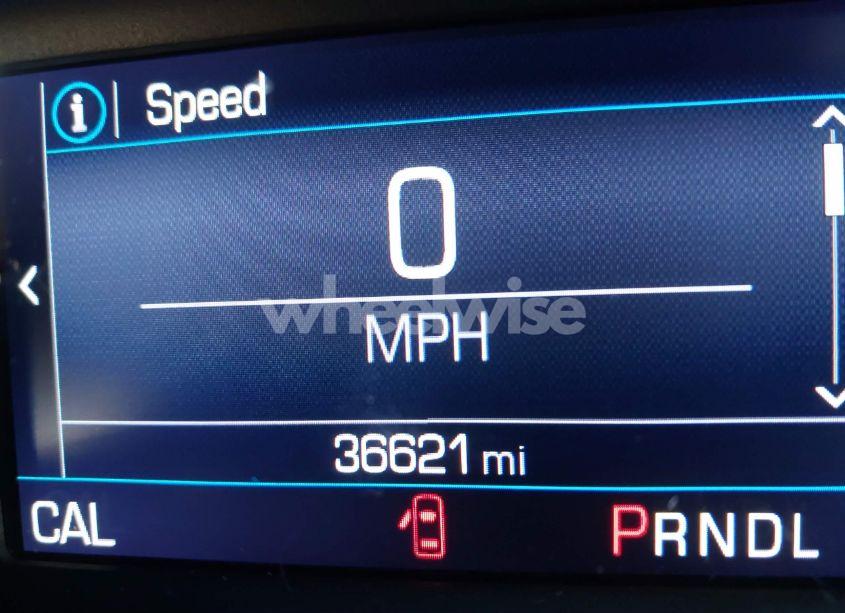 i Speed
0
wheelwise
MPH
36621 mi
CAL PRNDL